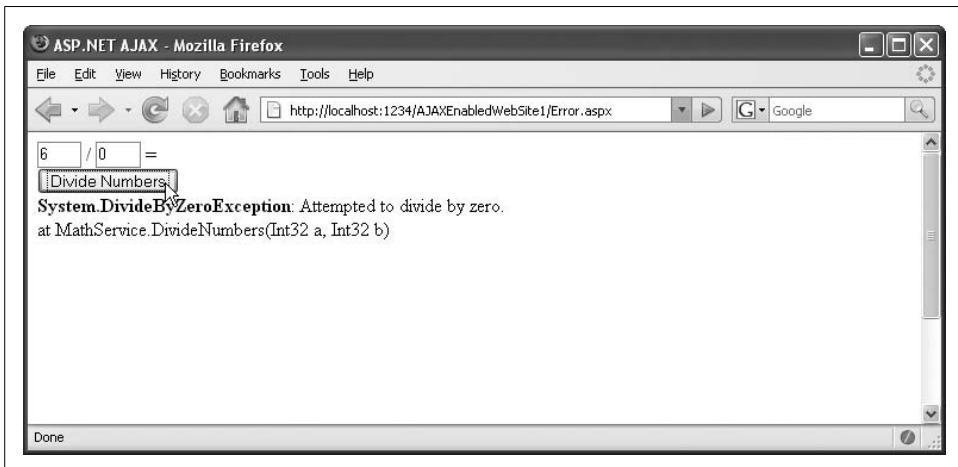 ASP.NET AJAX - Mozilla Firefox
File Edit View History Bookmarks Tools Help
http://localhost:1234/AJAXEnabledWebSite1/Error.aspx G Google
6 / 0 =
Divide Numbers
System.DivideByZeroException: Attempted to divide by zero.
at MathService.DivideNumbers(Int32 a, Int32 b)
Done